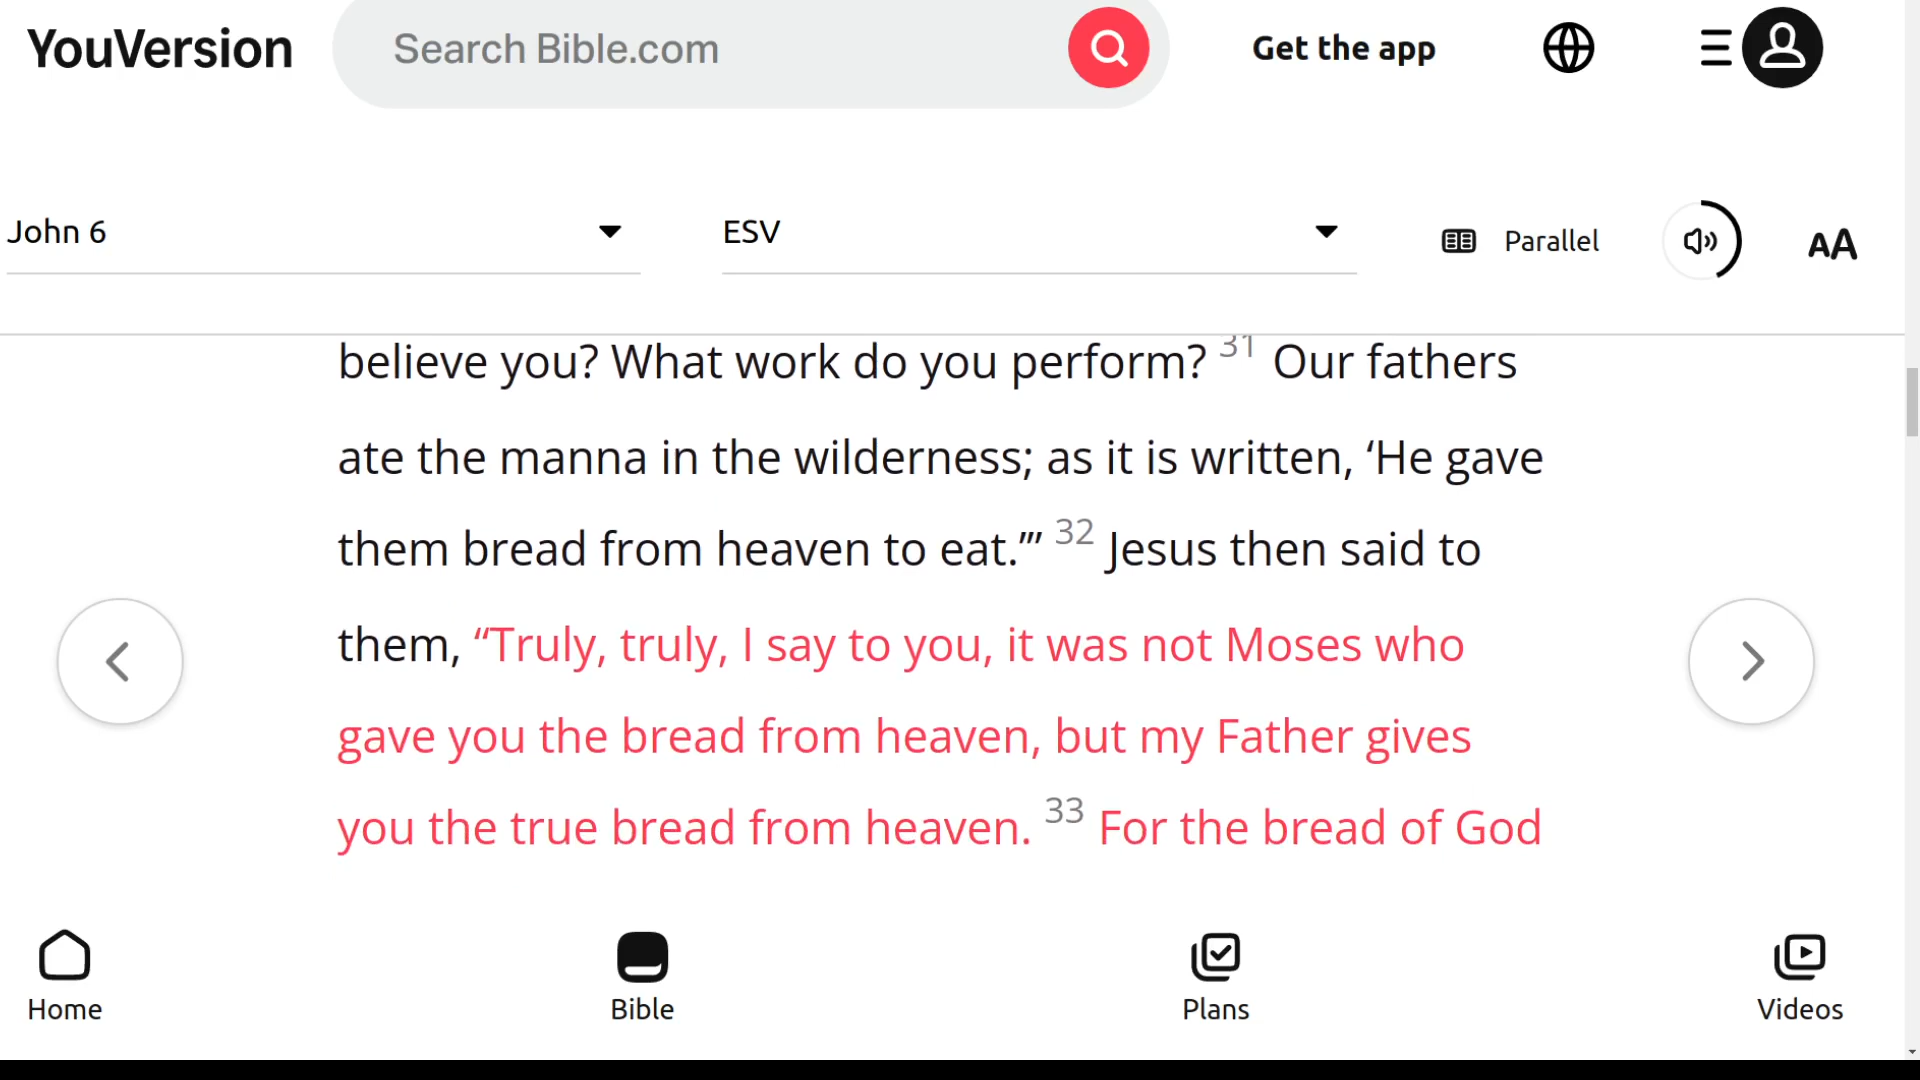 YouVersion
Search Bible.com
Get the app
John 6
ESV
Parallel
AA
believe you? What work do you perform? 31 Our fathers
ate the manna in the wilderness; as it is written, ‘He gave
them bread from heaven to eat.’” 32 Jesus then said to
them, “Truly, truly, I say to you, it was not Moses who
gave you the bread from heaven, but my Father gives
you the true bread from heaven. 33 For the bread of God
Home
Bible
Plans
Videos